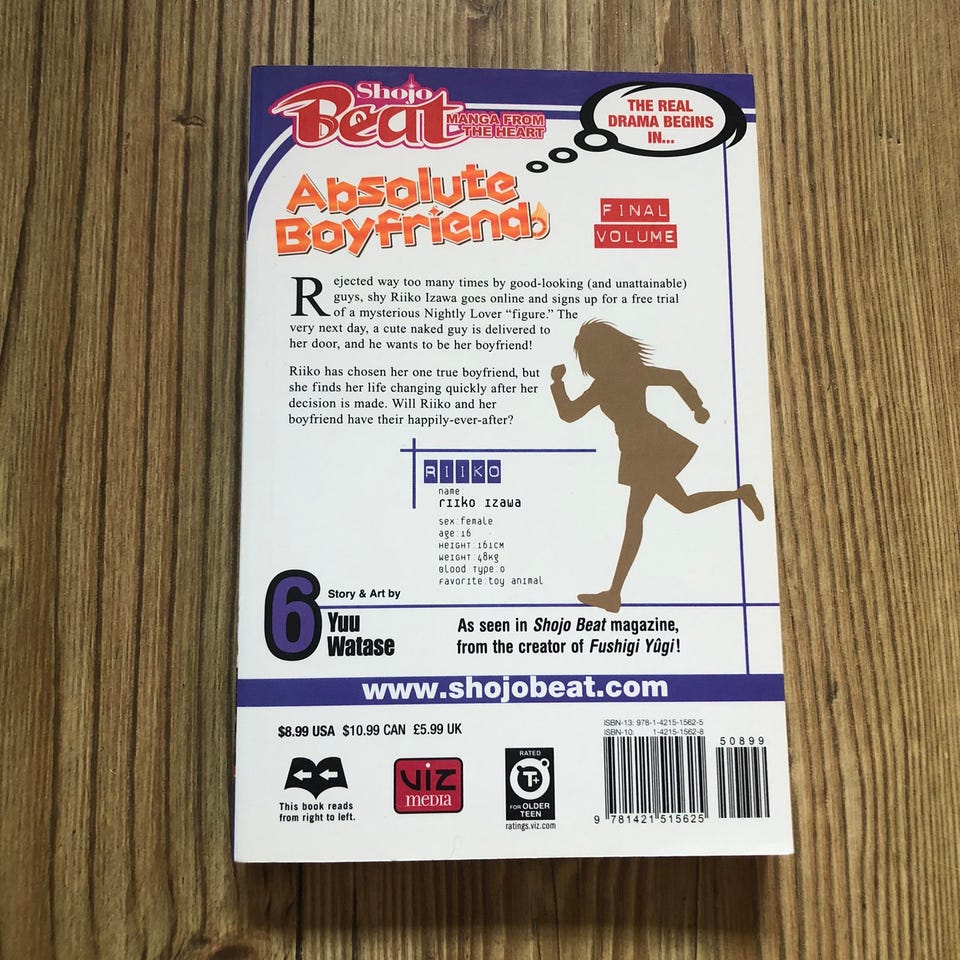 Shojo
Beat
MANGA FROM
THE HEART
THE REAL
DRAMA BEGINS
IN...
Absolute
Boyfriend
FINAL
VOLUME
Rejected way too many times by good-looking (and unattainable)
guys, shy Riiko Izawa goes online and signs up for a free trial
of a mysterious Nightly Lover “figure.” The
very next day, a cute naked guy is delivered to
her door, and he wants to be her boyfriend!
Riiko has chosen her one true boyfriend, but
she finds her life changing quickly after her
decision is made. Will Riiko and her
boyfriend have their happily-ever-after?
RIIKO
name
riiko izawa
sex:female
age:16
HEIGHT:161CM
WEIGHT:48Kg
Blood Type:O
Favorite:toy animal
6
Story & Art by
Yuu
Watase
As seen in Shojo Beat magazine,
from the creator of Fushigi Yûgi!
www.shojobeat.com
$8.99 USA $10.99 CAN £5.99 UK
This book reads
from right to left.
VIZ
MEDIA
RATED
T+
FOR OLDER
TEEN
ratings.viz.com
ISBN-13: 978-1-4215-1562-5
ISBN-10: 1-4215-1562-8
50899
9 781421 515625